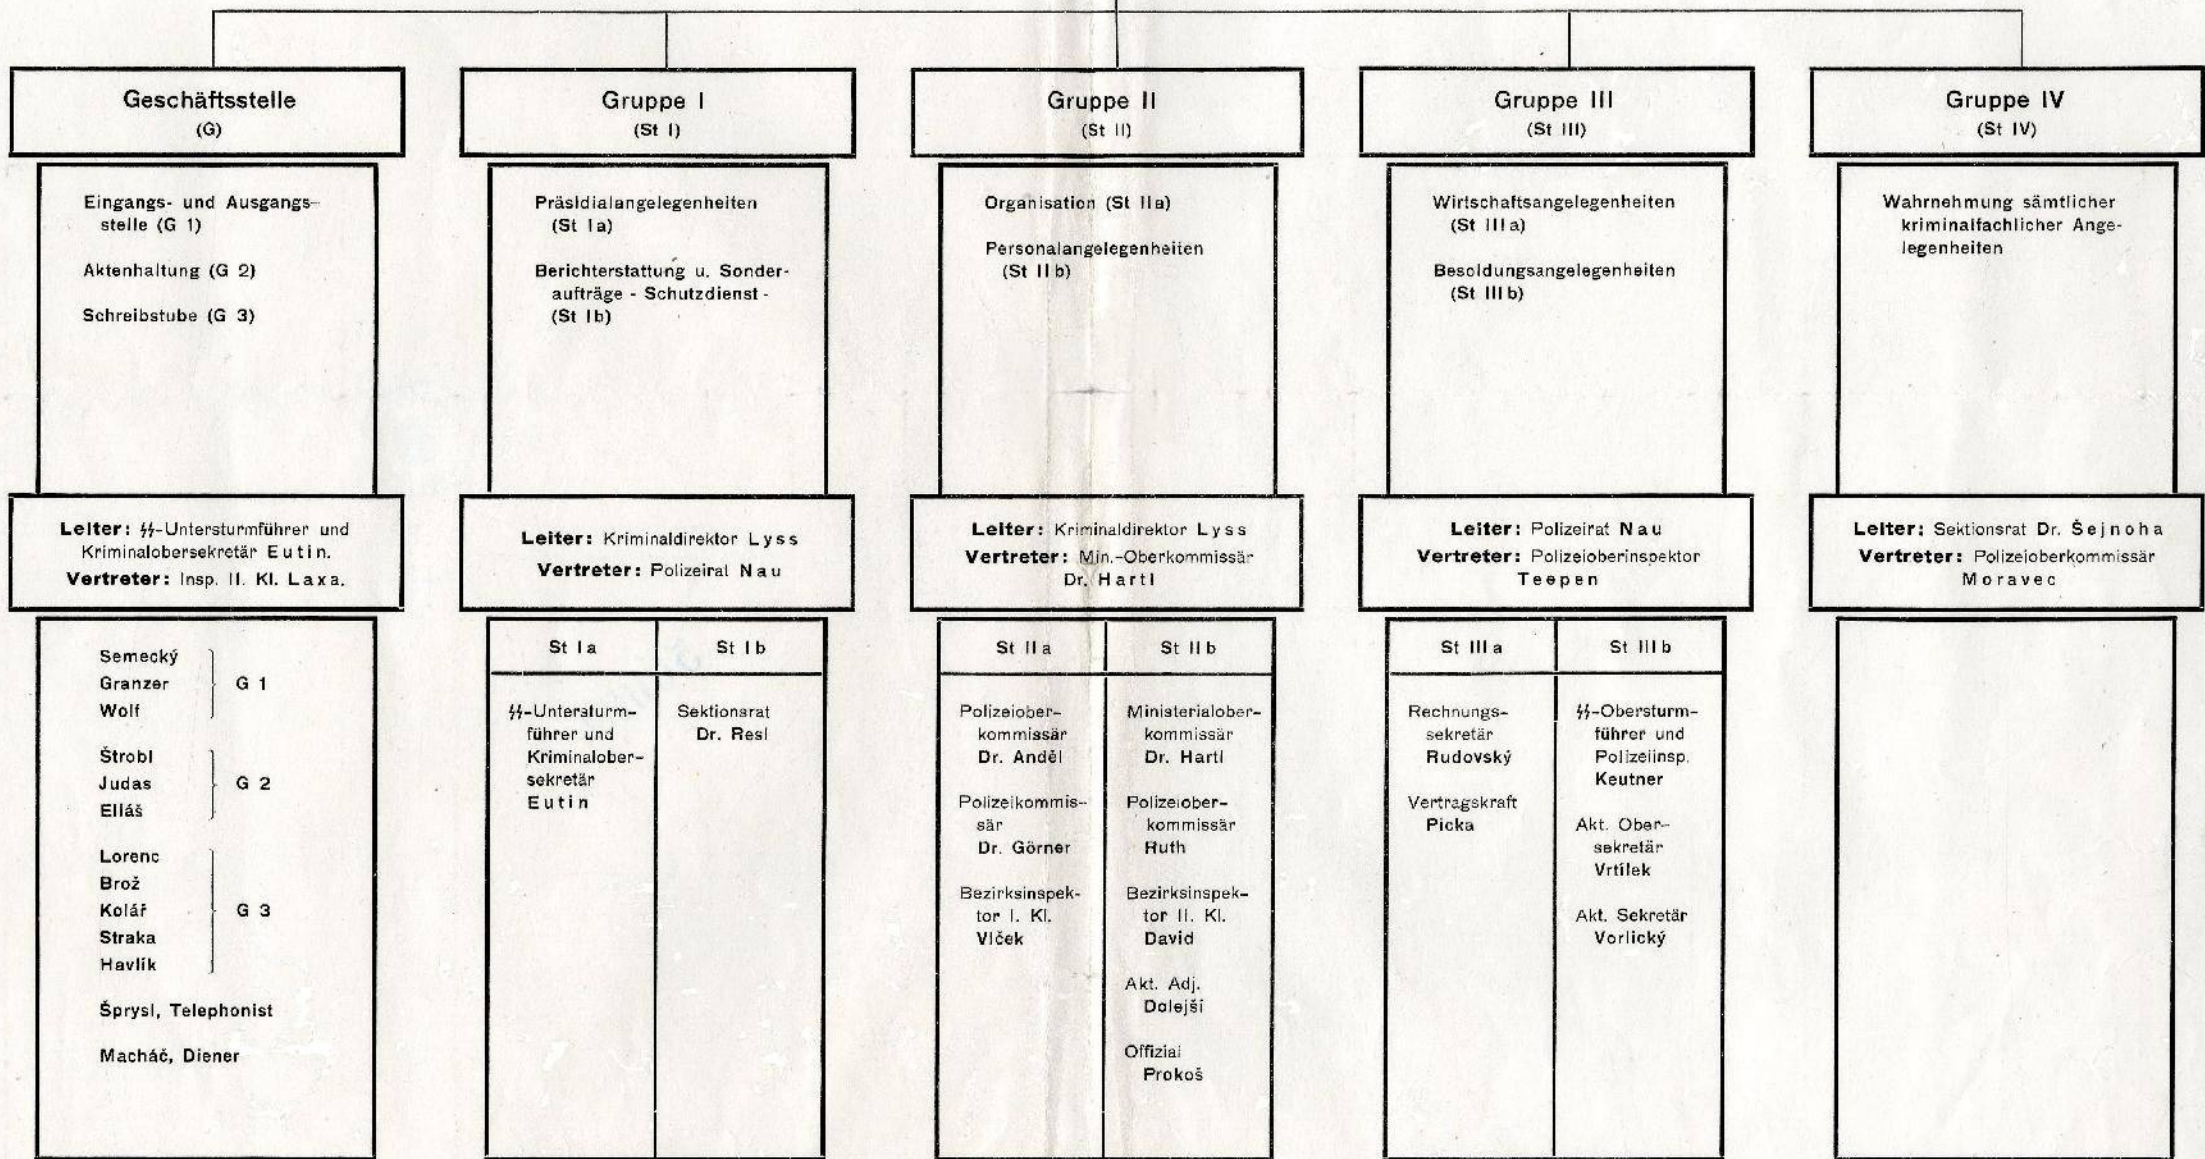 Geschäftsstelle
(G)
Eingangs- und Ausgangs-
stelle (G 1)
Aktenhaltung (G 2)
Schreibstube (G 3)
Leiter: ᛋᛋ-Untersturmführer und
Kriminalobersekretär Eutin.
Vertreter: Insp. II. Kl. Laxa.
Semecký
Granzer
Wolf
G 1
Štrobl
Judas
Eliáš
G 2
Lorenc
Brož
Kolář
Straka
Havlík
G 3
Šprysl, Telephonist
Macháč, Diener
Gruppe I
(St I)
Präsidialangelegenheiten
(St Ia)
Berichterstattung u. Sonder-
aufträge - Schutzdienst -
(St Ib)
Leiter: Kriminaldirektor Lyss
Vertreter: Polizeirat Nau
St Ia
ᛋᛋ-Untersturm-
führer und
Kriminalober-
sekretär
Eutin
St Ib
Sektionsrat
Dr. Resl
Gruppe II
(St II)
Organisation (St IIa)
Personalangelegenheiten
(St IIb)
Leiter: Kriminaldirektor Lyss
Vertreter: Min.-Oberkommissär
Dr. Hartl
St IIa
Polizeiober-
kommissär
Dr. Anděl
Polizeikommis-
sär
Dr. Görner
Bezirksinspek-
tor I. Kl.
Vlček
St IIb
Ministerialober-
kommissär
Dr. Hartl
Polizeiober-
kommissär
Ruth
Bezirksinspek-
tor II. Kl.
David
Akt. Adj.
Dolejší
Offizial
Prokoš
Gruppe III
(St III)
Wirtschaftsangelegenheiten
(St IIIa)
Besoldungsangelegenheiten
(St IIIb)
Leiter: Polizeirat Nau
Vertreter: Polizeioberinspektor
Teepen
St IIIa
Rechnungs-
sekretär
Rudovský
Vertragskraft
Picka
St IIIb
ᛋᛋ-Obersturm-
führer und
Polizeiinsp.
Keutner
Akt. Ober-
sekretär
Vrtílek
Akt. Sekretär
Vorlický
Gruppe IV
(St IV)
Wahrnehmung sämtlicher
kriminalfachlicher Ange-
legenheiten
Leiter: Sektionsrat Dr. Šejnoha
Vertreter: Polizeioberkommissär
Moravec